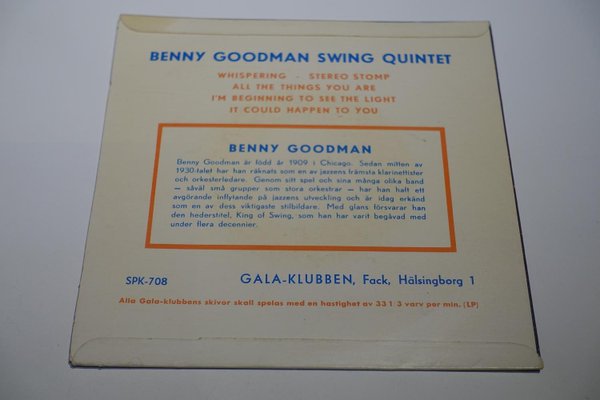 BENNY GOODMAN SWING QUINTET
WHISPERING - STEREO STOMP
ALL THE THINGS YOU ARE
I'M BEGINNING TO SEE THE LIGHT
IT COULD HAPPEN TO YOU
BENNY GOODMAN
Benny Goodman är född år 1909 i Chicago. Sedan mitten av
1930-talet har han räknats som en av jazzens främsta klarinettister
och orkesterledare. Genom sitt spel och sina många olika band
— såväl små grupper som stora orkestrar — har han haft ett
avgörande inflytande på jazzens utveckling och är idag erkänd
som en av dess viktigaste stilbildare. Med glans försvarar han
den hederstitel, King of Swing, som han har varit begåvad med
under flera decennier.
SPK-708 GALA-KLUBBEN, Fack, Hälsingborg 1
Alla Gala-klubbens skivor skall spelas med en hastighet av 33 1/3 varv per min. (LP)